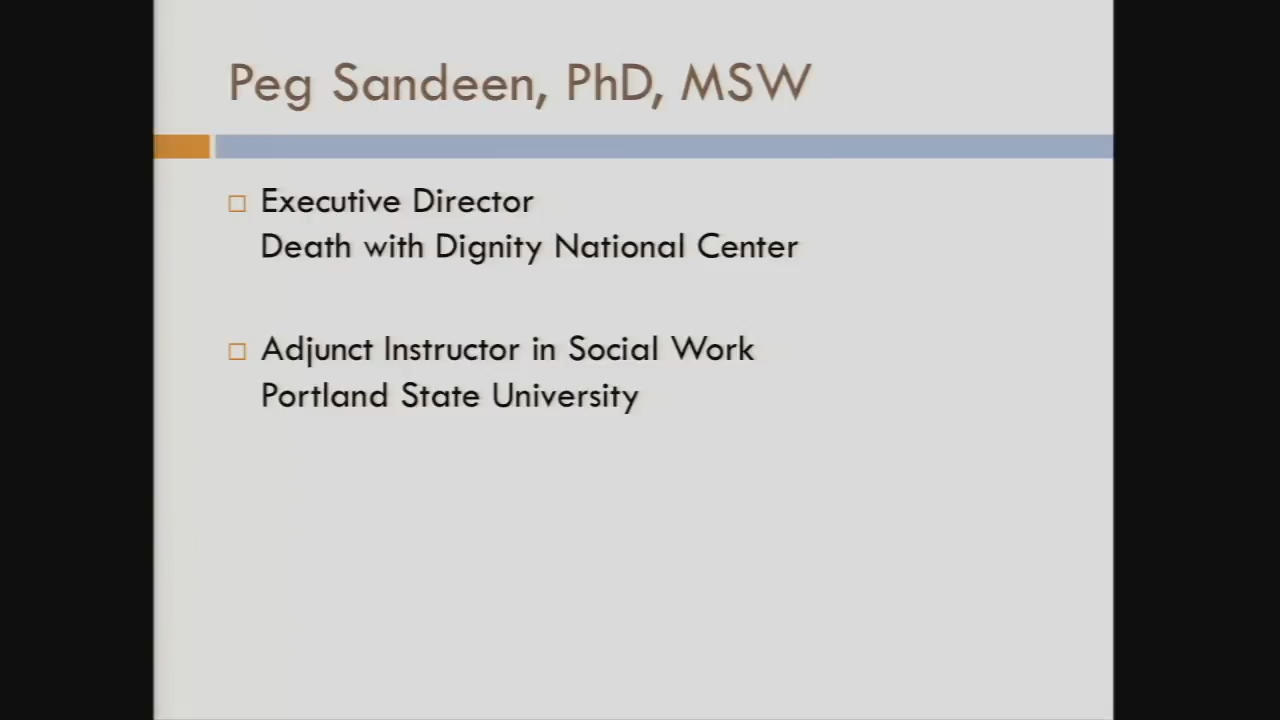 Peg Sandeen, PhD, MSW
Executive Director
Death with Dignity National Center
Adjunct Instructor in Social Work
Portland State University